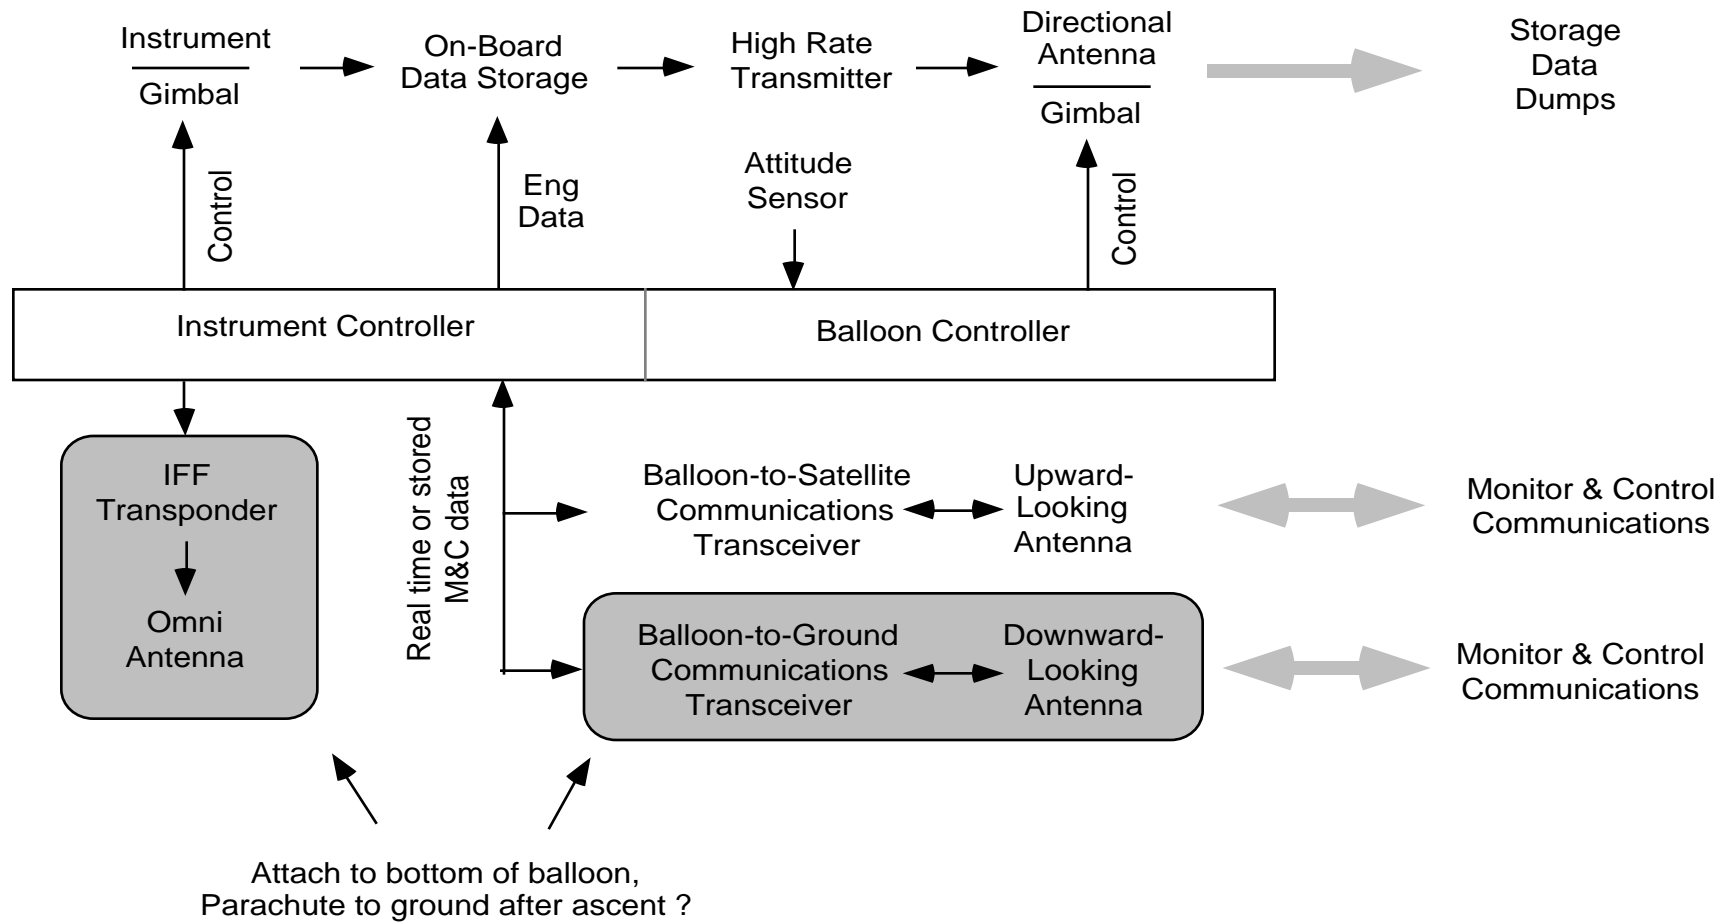 Instrument
Gimbal
On-Board
Data Storage
High Rate
Transmitter
Directional
Antenna
Gimbal
Storage
Data
Dumps
Control
Eng
Data
Attitude
Sensor
Control
Instrument Controller
Balloon Controller
IFF
Transponder
Omni
Antenna
Real time or stored
M&C data
Balloon-to-Satellite
Communications
Transceiver
Upward-
Looking
Antenna
Monitor & Control
Communications
Balloon-to-Ground
Communications
Transceiver
Downward-
Looking
Antenna
Monitor & Control
Communications
Attach to bottom of balloon,
Parachute to ground after ascent ?